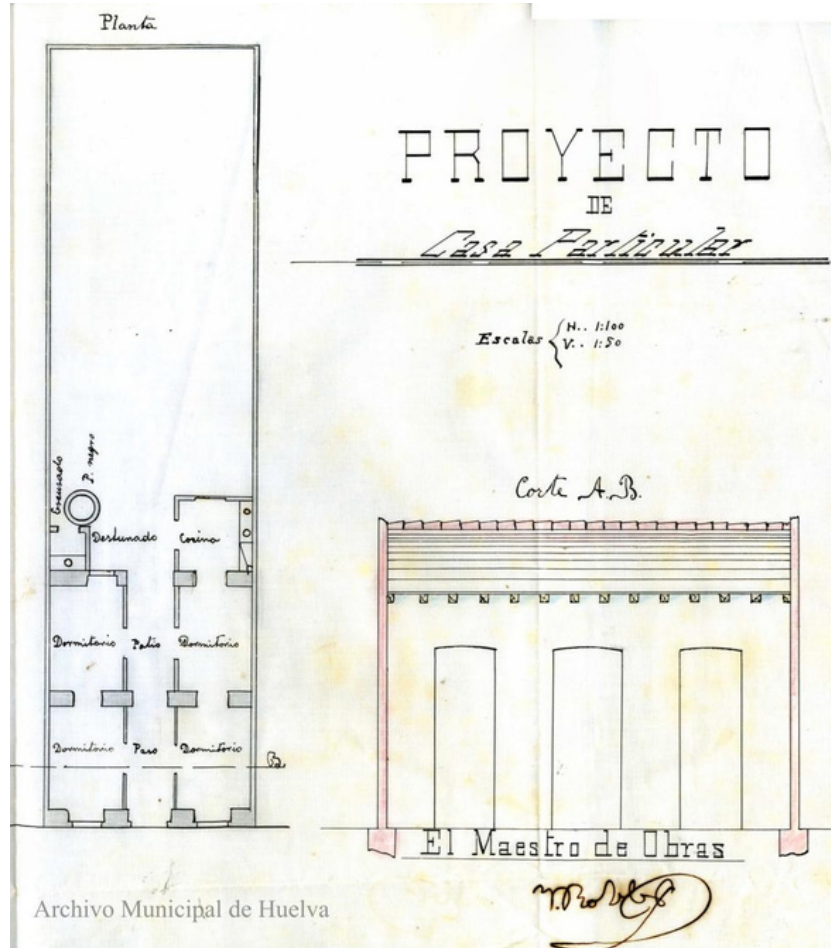 Planta
PROYECTO
DE
Casa Particular
Escalas { H.. 1:100
V.. 1:50
Escusado
P. negro
Destunado Cocina
Dormitorio Patio Dormitorio
Dormitorio Paso Dormitorio
B.
Corte A.B.
El Maestro de Obras
Archivo Municipal de Huelva